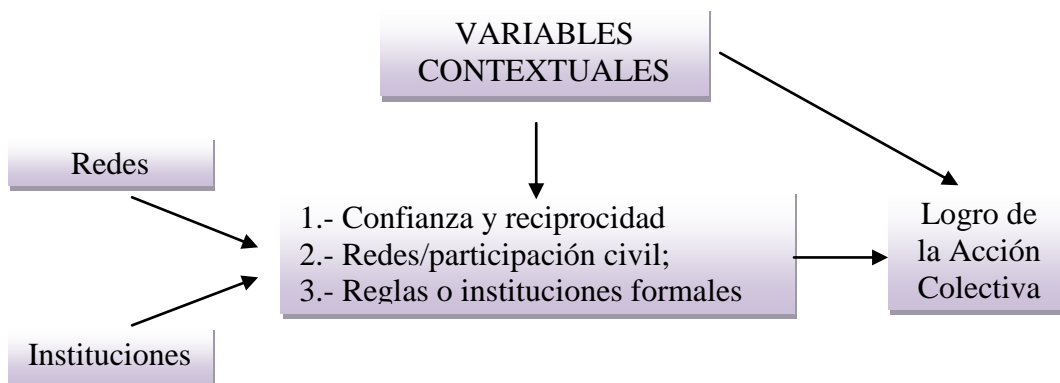 VARIABLES
CONTEXTUALES
Redes
1.- Confianza y reciprocidad
2.- Redes/participación civil;
3.- Reglas o instituciones formales
Logro de
la Acción
Colectiva
Instituciones